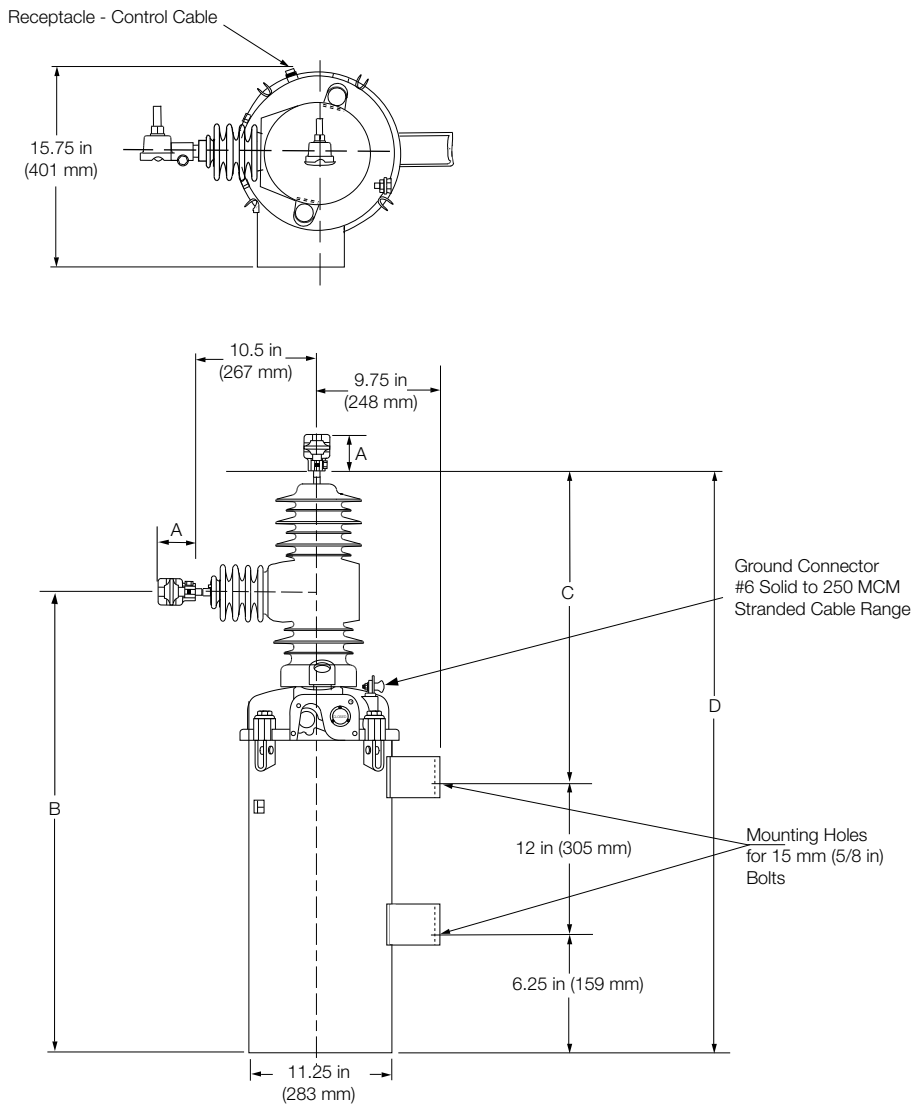 Receptacle - Control Cable
15.75 in
(401 mm)
10.5 in
(267 mm)
9.75 in
(248 mm)
A
A
C
Ground Connector
#6 Solid to 250 MCM
Stranded Cable Range
D
B
12 in (305 mm)
Mounting Holes
for 15 mm (5/8 in)
Bolts
6.25 in (159 mm)
11.25 in
(283 mm)